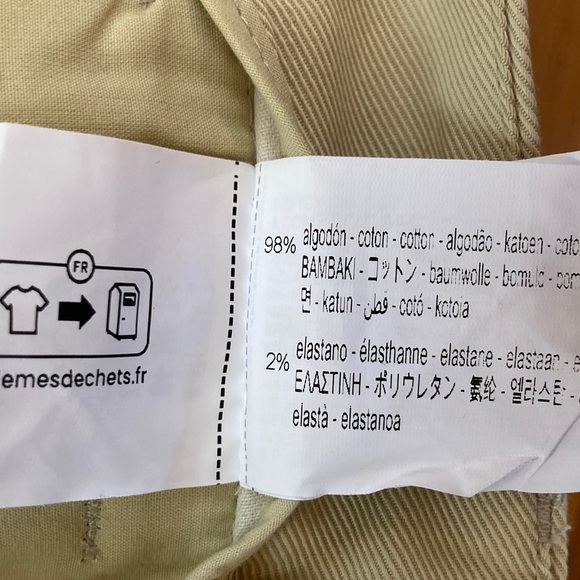 FR
emesdechets.fr
98% algodón - coton - cotton - algodão - katoen - coto
BAMBAKI - コットン - baumwolle - bomuld -
면 - katun - قطن - cotó - kotoia
2% elastano - élasthanne - elastane - elastaan - e
ΕΛΑΣΤΙΝΗ - ポリウレタン - 氨纶 - 엘라스탄 -
elastà - elastanoa